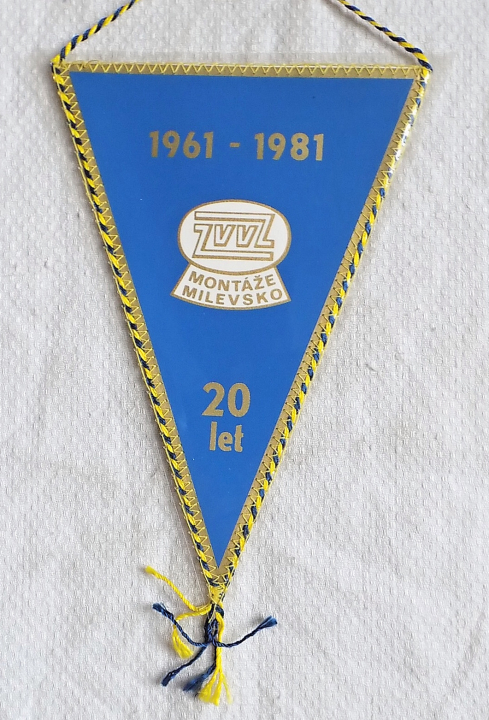 1961 - 1981
ZVVZ
MONTÁŽE
MILEVSKO
20
let